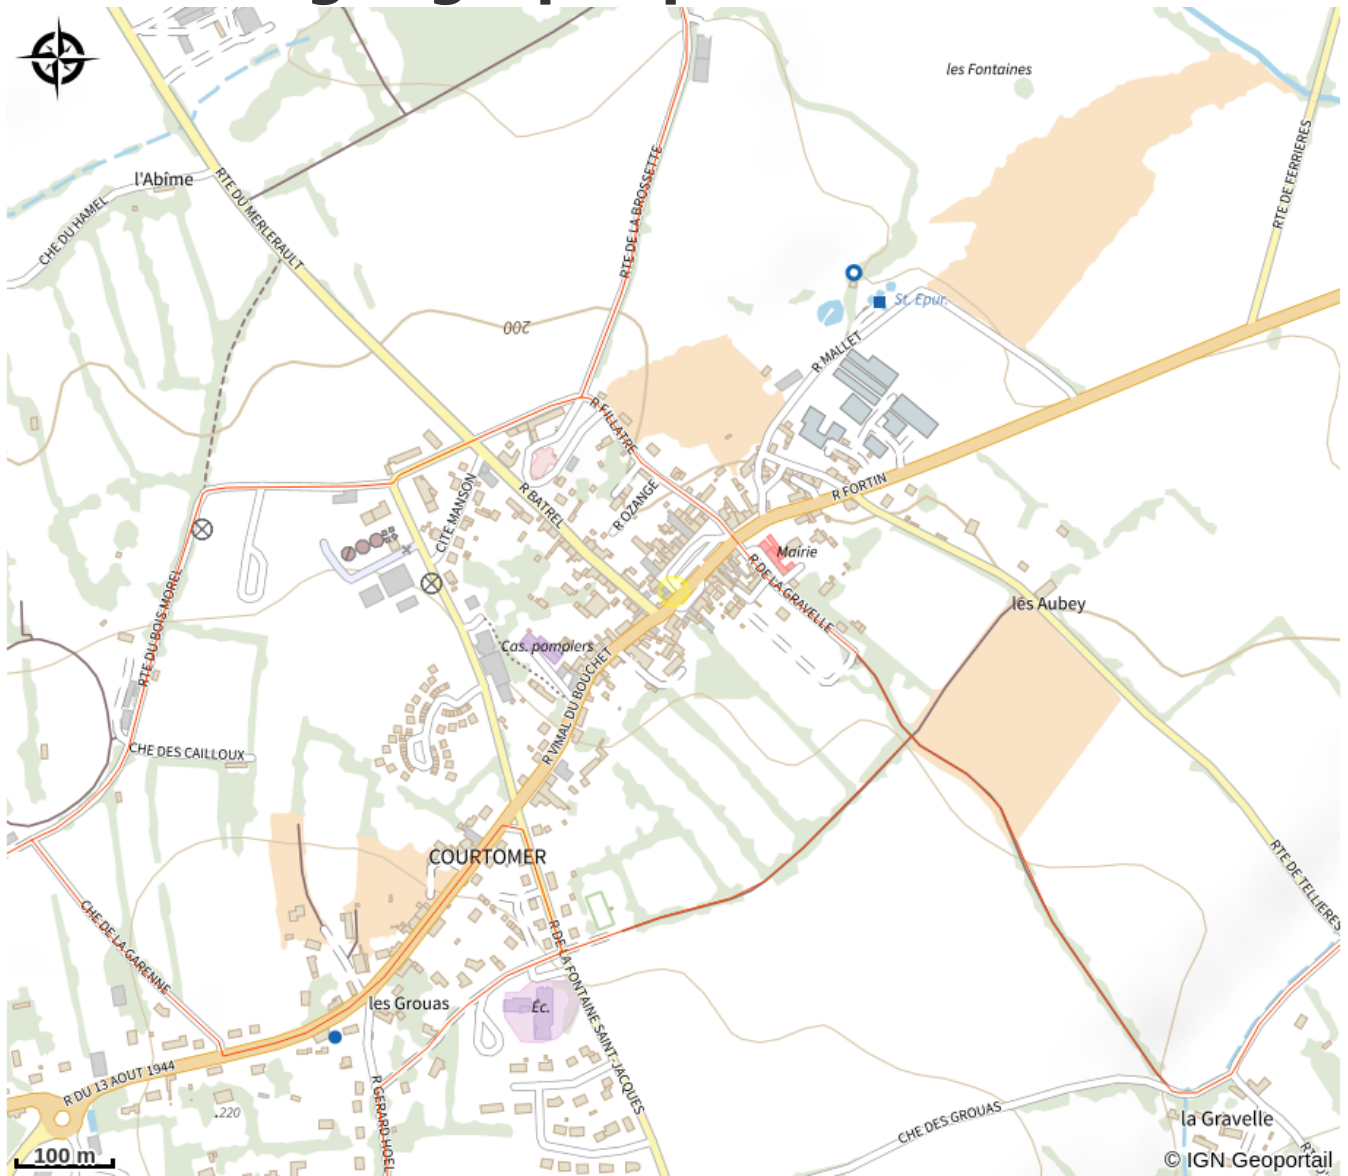 les Fontaines
RTE DE FERRIERES
RTE DE LA BROSSETTE
l'Abîme
RTE DU MERLERAULT
CHE DU HAMEL
St. Epur.
200
R MALLET
R FILLATRE
R FORTIN
R BATREL
R OZANGE
CITE MANSON
Mairie
R DE LA GRAVELLE
les Aubey
RTE DU BOIS MOREL
Cas. pompiers
R VIMAL DU BOUCHET
CHE DES CAILLOUX
COURTOMER
RTE DE TELLIERES
CHE DE LA GARENNE
R DE LA FONTAINE SAINT-JACQUES
les Grouas
Éc.
R DU 13 AOUT 1944
R GERARD HOEL
220
CHE DES GROUAS
la Gravelle
100 m
© IGN Geoportail